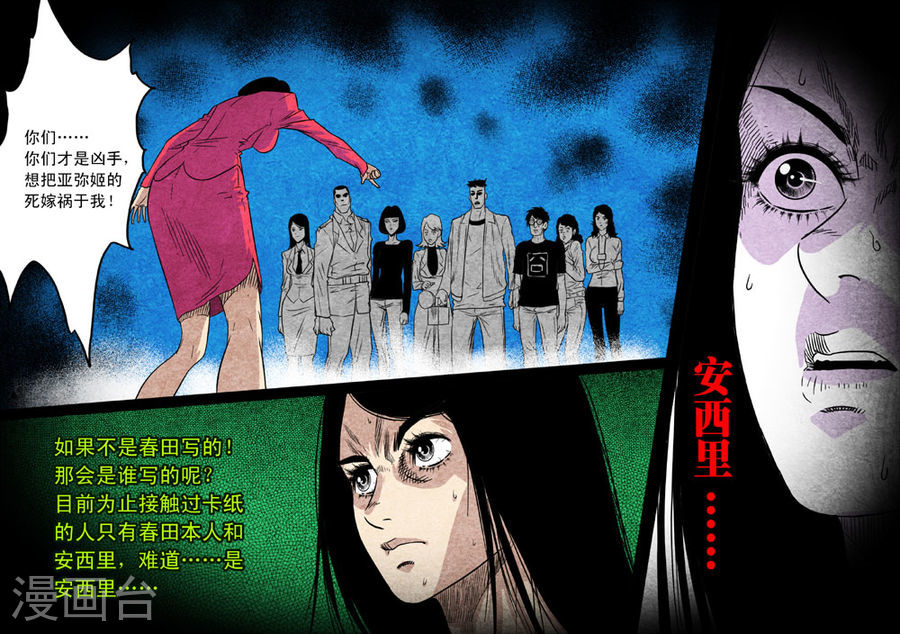 你们……
你们才是凶手,
想把亚弥姬的
死嫁祸于我!
安西里……
如果不是春田写的!
那会是谁写的呢?
目前为止接触过卡纸
的人只有春田本人和
安西里,难道……是
安西里……
囧
漫画台